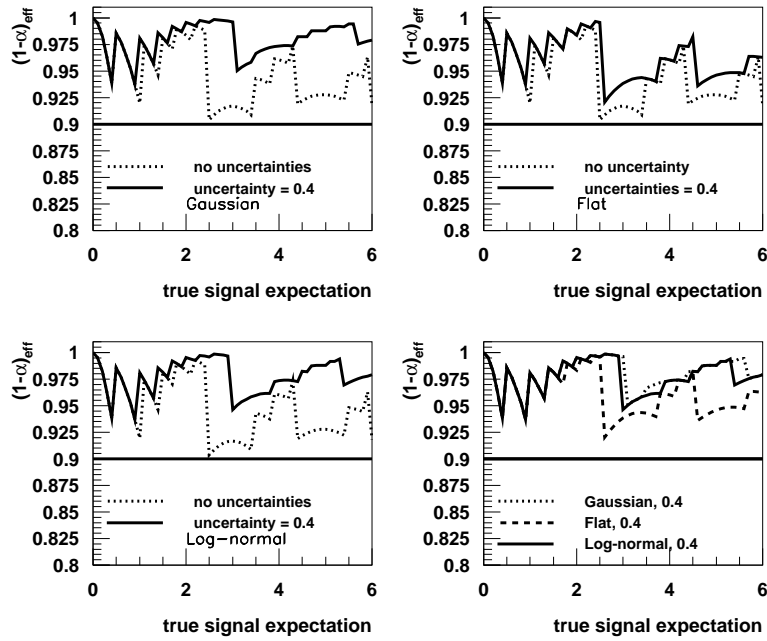 (1-α)eff
1
0.975
0.95
0.925
0.9
0.875
0.85
0.825
0.8
no uncertainties
uncertainty = 0.4
Gaussian
0 2 4 6
true signal expectation
(1-α)eff
1
0.975
0.95
0.925
0.9
0.875
0.85
0.825
0.8
no uncertainty
uncertainties = 0.4
Flat
0 2 4 6
true signal expectation
(1-α)eff
1
0.975
0.95
0.925
0.9
0.875
0.85
0.825
0.8
no uncertainties
uncertainty = 0.4
Log-normal
0 2 4 6
true signal expectation
(1-α)eff
1
0.975
0.95
0.925
0.9
0.875
0.85
0.825
0.8
Gaussian, 0.4
Flat, 0.4
Log-normal, 0.4
0 2 4 6
true signal expectation